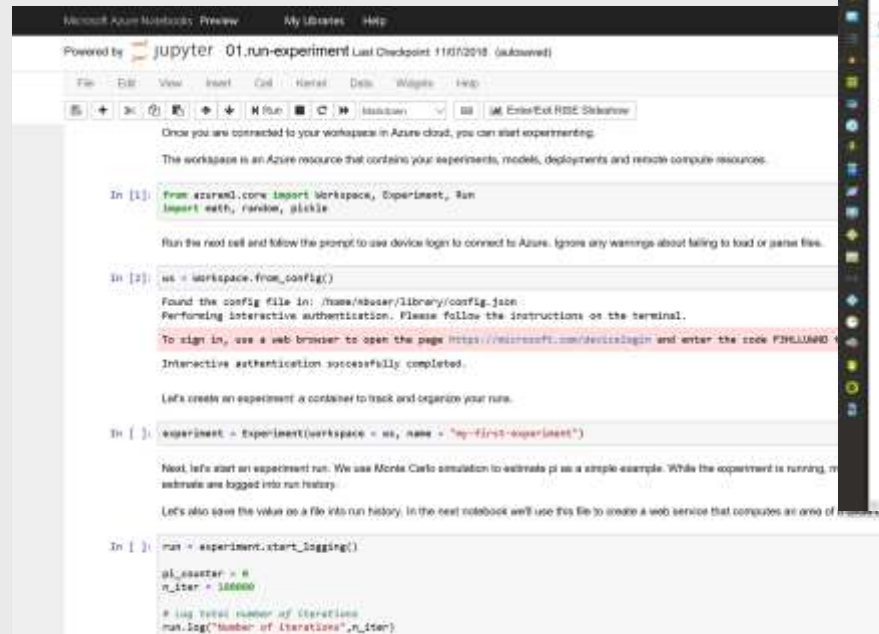 Microsoft Azure Notebooks Preview My Libraries Help
Powered by jupyter 01.run-experiment Last Checkpoint: 11/07/2018 (autosaved)
File Edit View Insert Cell Kernel Data Widgets Help
Run Markdown Enter/Exit RISE Slideshow
Once you are connected to your workspace in Azure cloud, you can start experimenting.
The workspace is an Azure resource that contains your experiments, models, deployments and remote compute resources.
In [1]: from azureml.core import Workspace, Experiment, Run
import math, random, pickle
Run the next cell and follow the prompt to use device login to connect to Azure. Ignore any warnings about failing to load or parse files.
In [2]: ws = Workspace.from_config()
Found the config file in: /home/nbuser/library/config.json
Performing interactive authentication. Please follow the instructions on the terminal.
To sign in, use a web browser to open the page https://microsoft.com/devicelogin and enter the code
Interactive authentication successfully completed.
Let's create an experiment: a container to track and organize your runs.
In [ ]: experiment = Experiment(workspace = ws, name = "my-first-experiment")
Next, let's start an experiment run. We use Monte Carlo simulation to estimate pi as a simple example. While the experiment is running, m
estimate are logged into run history.
Let's also save the value as a file into run history. In the next notebook we'll use this file to create a web service that computes an area of a
In [ ]: run = experiment.start_logging()
pi_counter = 0
n_iter = 100000
# Log total number of iterations
run.log("Number of iterations",n_iter)